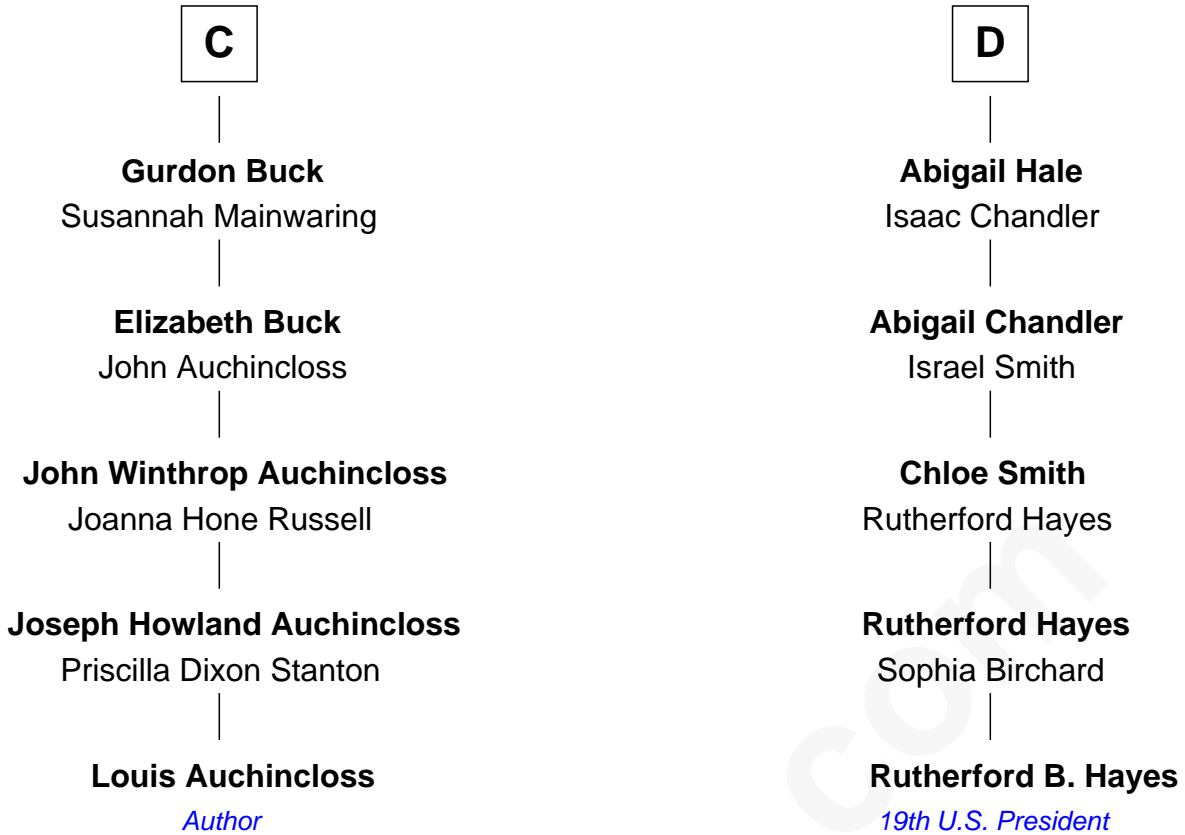 C
Gurdon Buck
Susannah Mainwaring
Elizabeth Buck
John Auchincloss
John Winthrop Auchincloss
Joanna Hone Russell
Joseph Howland Auchincloss
Priscilla Dixon Stanton
Louis Auchincloss
Author
D
Abigail Hale
Isaac Chandler
Abigail Chandler
Israel Smith
Chloe Smith
Rutherford Hayes
Rutherford Hayes
Sophia Birchard
Rutherford B. Hayes
19th U.S. President
com